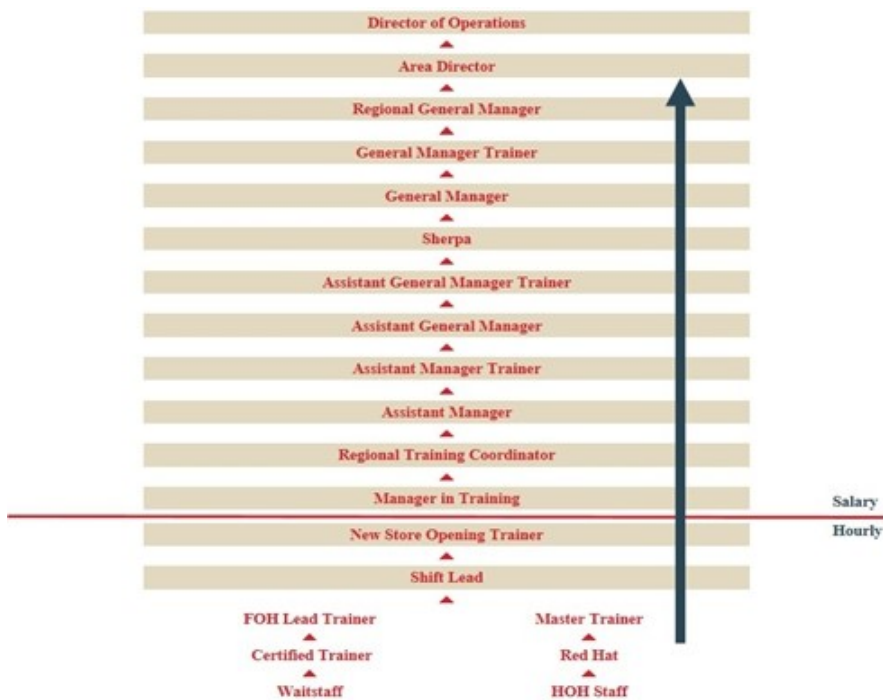 Director of Operations
Area Director
Regional General Manager
General Manager Trainer
General Manager
Sherpa
Assistant General Manager Trainer
Assistant General Manager
Assistant Manager Trainer
Assistant Manager
Regional Training Coordinator
Manager in Training
Salary
New Store Opening Trainer
Hourly
Shift Lead
FOH Lead Trainer
Master Trainer
Certified Trainer
Red Hat
Waitstaff
HOH Staff